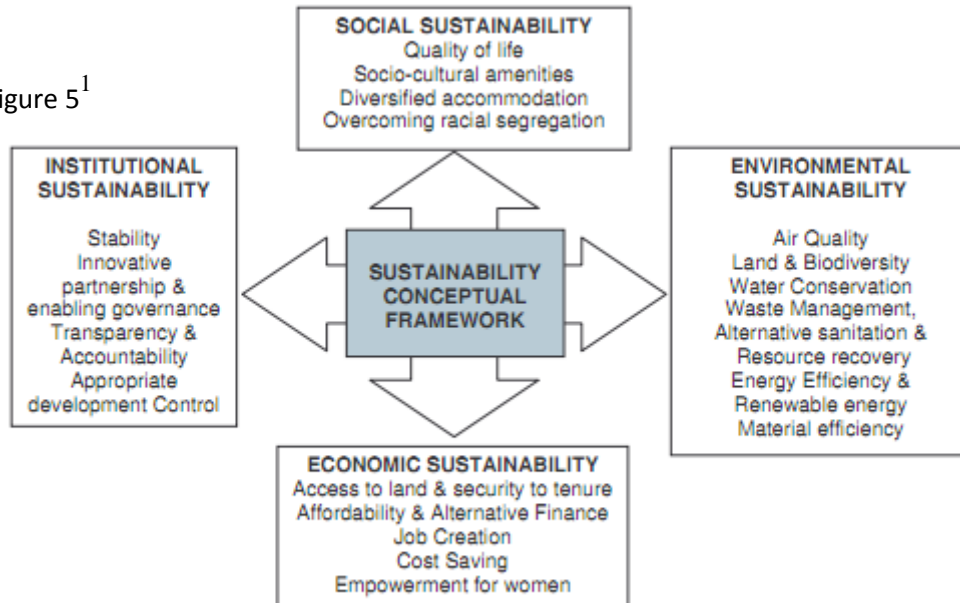 SOCIAL SUSTAINABILITY
Quality of life
Socio-cultural amenities
Diversified accommodation
Overcoming racial segregation
igure 5¹
INSTITUTIONAL
SUSTAINABILITY
Stability
Innovative
partnership &
enabling governance
Transparency &
Accountability
Appropriate
development Control
SUSTAINABILITY
CONCEPTUAL
FRAMEWORK
ENVIRONMENTAL
SUSTAINABILITY
Air Quality
Land & Biodiversity
Water Conservation
Waste Management,
Alternative sanitation &
Resource recovery
Energy Efficiency &
Renewable energy
Material efficiency
ECONOMIC SUSTAINABILITY
Access to land & security to tenure
Affordability & Alternative Finance
Job Creation
Cost Saving
Empowerment for women